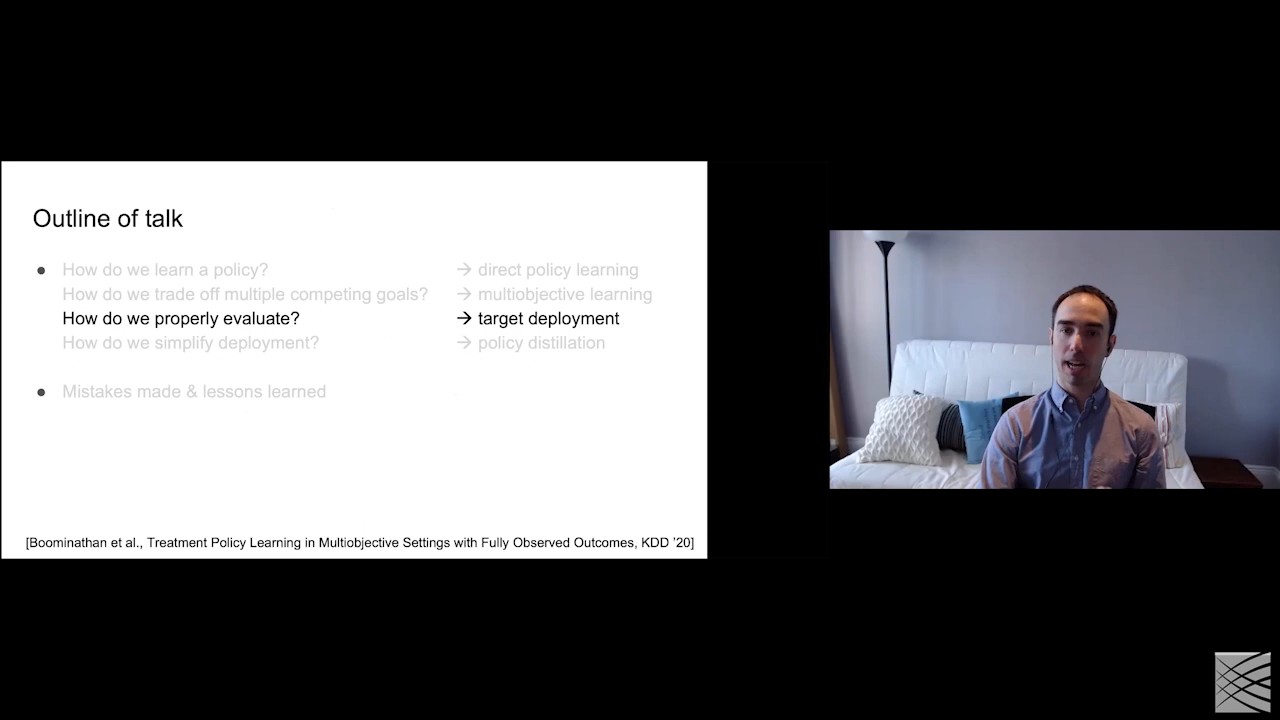 Outline of talk
● How do we learn a policy? → direct policy learning
How do we trade off multiple competing goals? → multiobjective learning
How do we properly evaluate? → target deployment
How do we simplify deployment? → policy distillation
● Mistakes made & lessons learned
[Boominathan et al., Treatment Policy Learning in Multiobjective Settings with Fully Observed Outcomes, KDD '20]